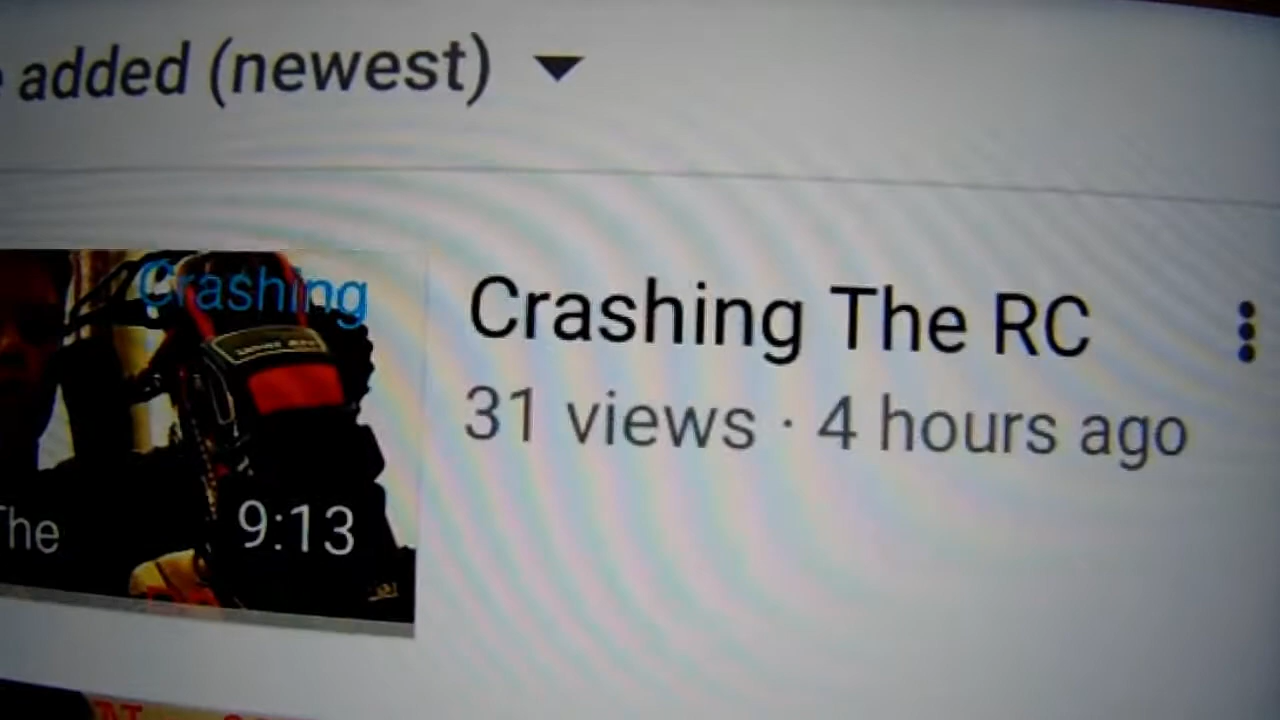 added (newest)
Crashing
Crashing The RC
31 views · 4 hours ago
The
9:13